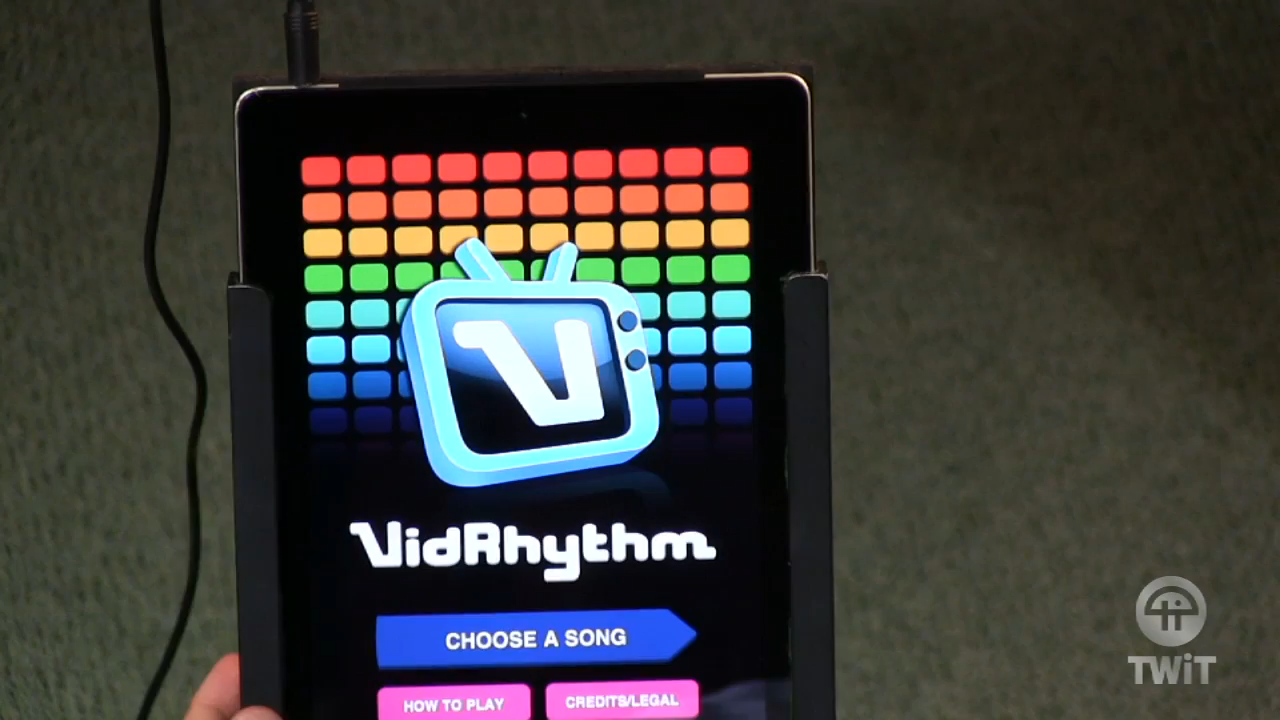 V
VidRhythm
CHOOSE A SONG
HOW TO PLAY
CREDITS/LEGAL
TWiT